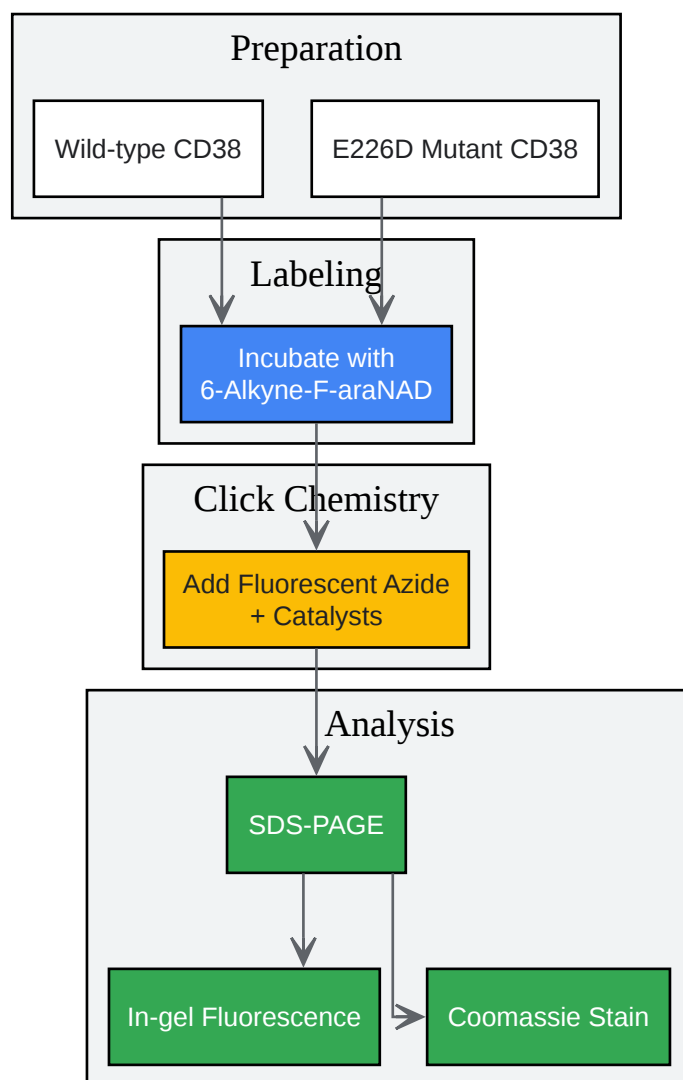 Preparation
Wild-type CD38
E226D Mutant CD38
Labeling
Incubate with
6-Alkyne-F-araNAD
Click Chemistry
Add Fluorescent Azide
+ Catalysts
Analysis
SDS-PAGE
In-gel Fluorescence
Coomassie Stain